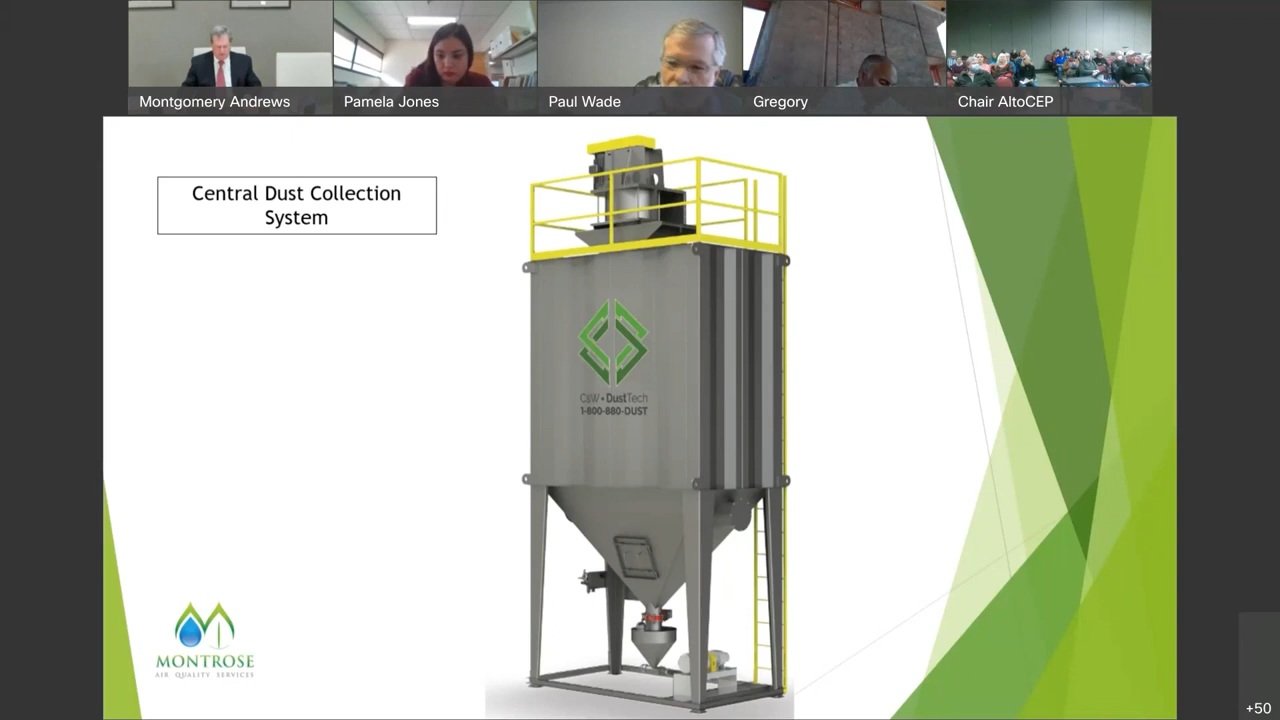 Montgomery Andrews
Pamela Jones
Paul Wade
Gregory
Chair AltoCEP
Central Dust Collection
System
C&W • DustTech
1-800-880-DUST
MONTROSE
AIR QUALITY SERVICES
+50